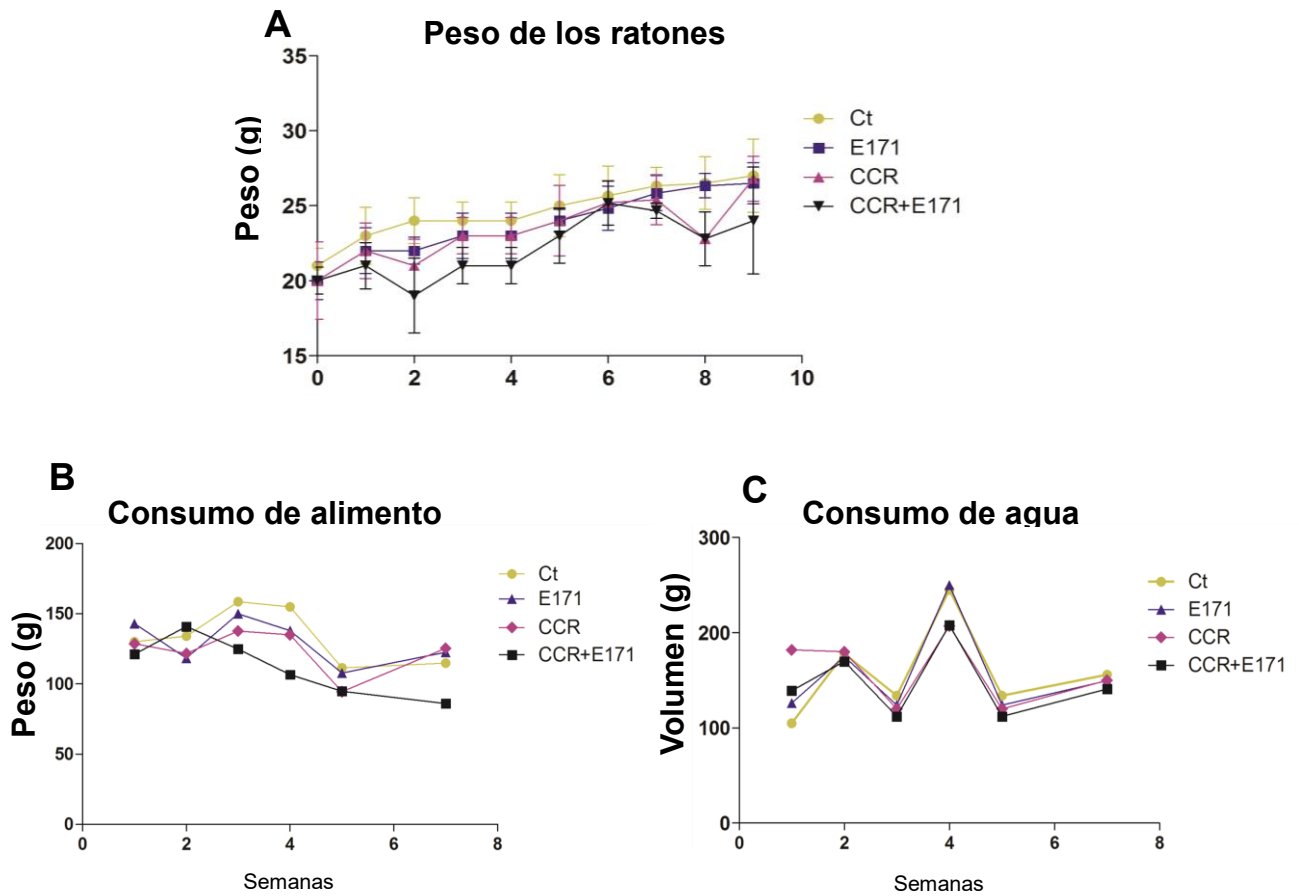 A
Peso de los ratones
Peso (g)
35
30
25
20
15
0
2
4
6
8
10
Ct
E171
CCR
CCR+E171
B
Consumo de alimento
Peso (g)
200
150
100
50
0
0
2
4
6
8
Semanas
Ct
E171
CCR
CCR+E171
C
Consumo de agua
Volumen (g)
300
200
100
0
0
2
4
6
8
Semanas
Ct
E171
CCR
CCR+E171